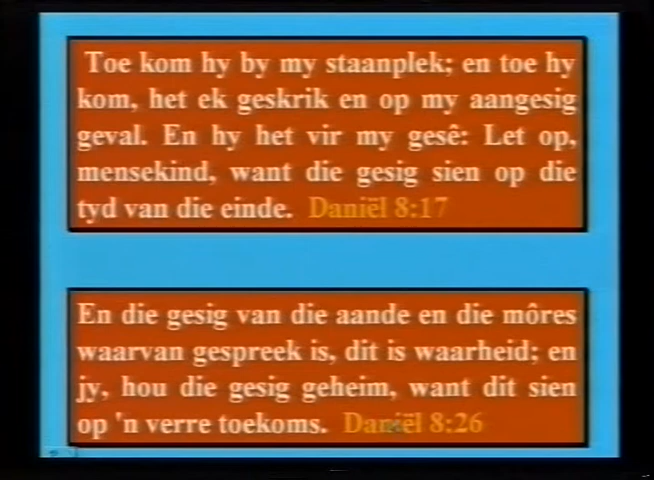 Toe kom hy by my staanplek; en toe hy
kom, het ek geskrik en op my aangesig
geval. En hy het vir my gesê: Let op,
mensekind, want die gesig sien op die
tyd van die einde. Daniël 8:17
En die gesig van die aande en die môres
waarvan gespreek is, dit is waarheid; en
jy, hou die gesig geheim, want dit sien
op 'n verre toekoms. Daniël 8:26